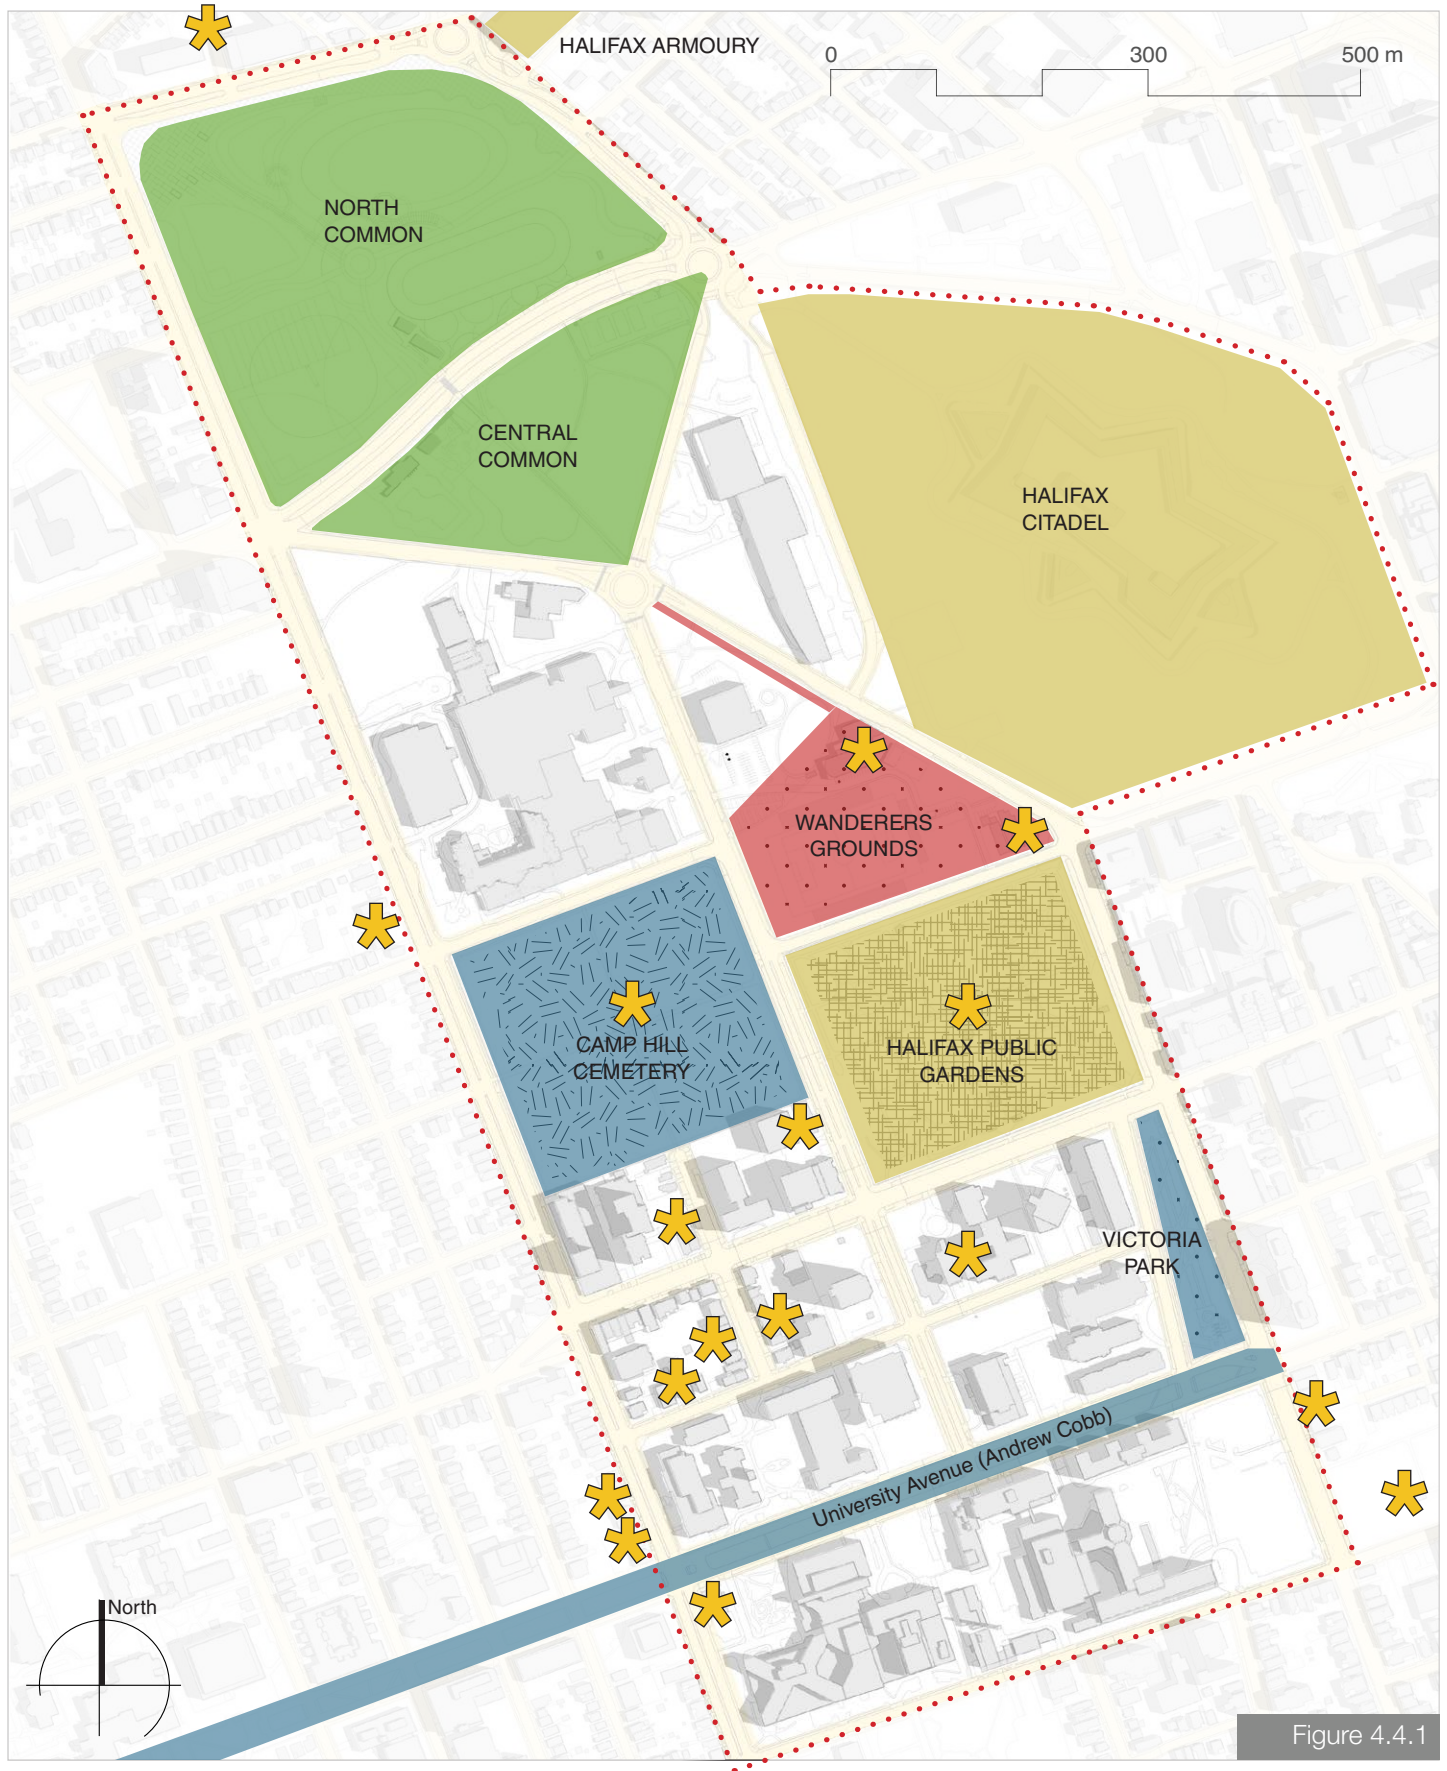 HALIFAX ARMOURY
0
300
500 m
NORTH
COMMON
CENTRAL
COMMON
HALIFAX
CITADEL
WANDERERS
GROUNDS
CAMP HILL
CEMETERY
HALIFAX PUBLIC
GARDENS
VICTORIA
PARK
University Avenue (Andrew Cobb)
North
Figure 4.4.1